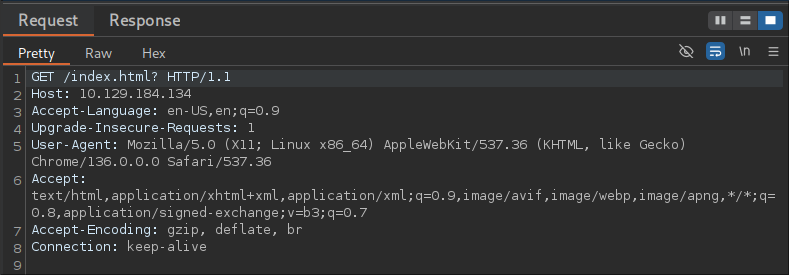 Request Response
Pretty Raw Hex \n
1 GET /index.html? HTTP/1.1
2 Host: 10.129.184.134
3 Accept-Language: en-US,en;q=0.9
4 Upgrade-Insecure-Requests: 1
5 User-Agent: Mozilla/5.0 (X11; Linux x86_64) AppleWebKit/537.36 (KHTML, like Gecko)
Chrome/136.0.0.0 Safari/537.36
6 Accept:
text/html,application/xhtml+xml,application/xml;q=0.9,image/avif,image/webp,image/apng,*/*;q=
0.8,application/signed-exchange;v=b3;q=0.7
7 Accept-Encoding: gzip, deflate, br
8 Connection: keep-alive
9